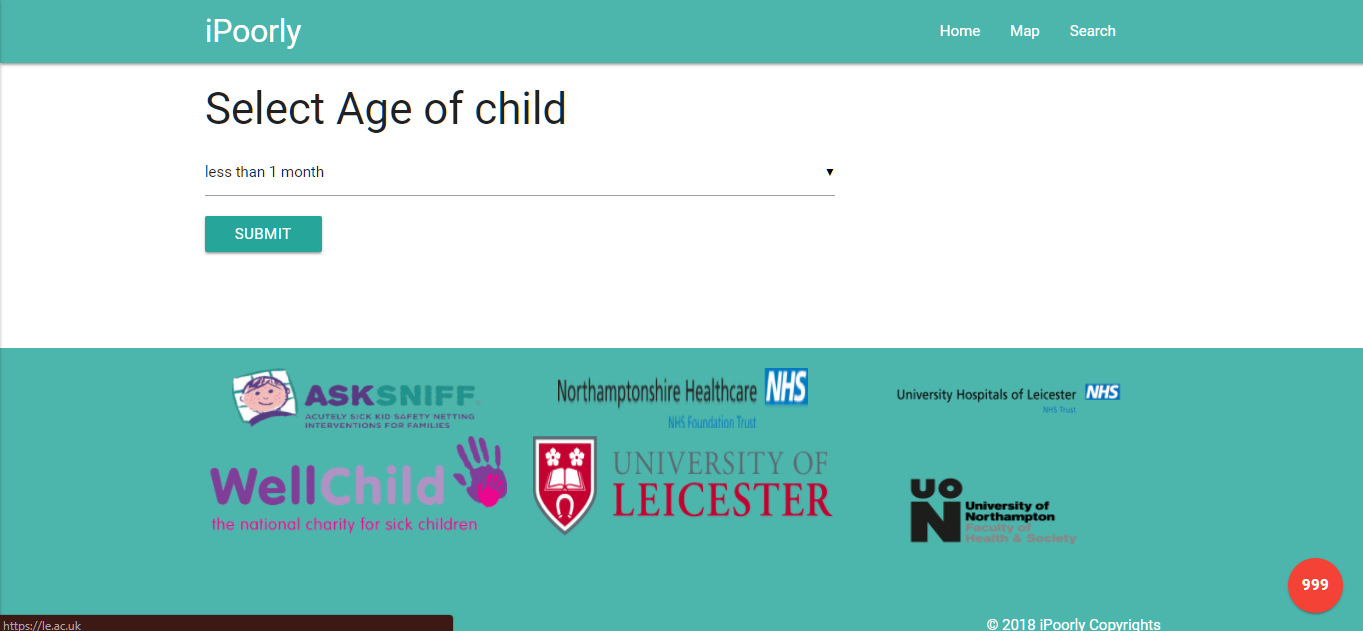 iPoorly
Home Map Search
Select Age of child
less than 1 month
SUBMIT
ASKSNIFF
ACUTELY SICK KID SAFETY NETTING
INTERVENTIONS FOR FAMILIES
Northamptonshire Healthcare NHS
NHS Foundation Trust
University Hospitals of Leicester NHS
NHS Trust
WellChild
the national charity for sick children
UNIVERSITY OF
LEICESTER
UO
N
University of
Northampton
Faculty of
Health & Society
999
https://le.ac.uk
© 2018 iPoorly Copyrights